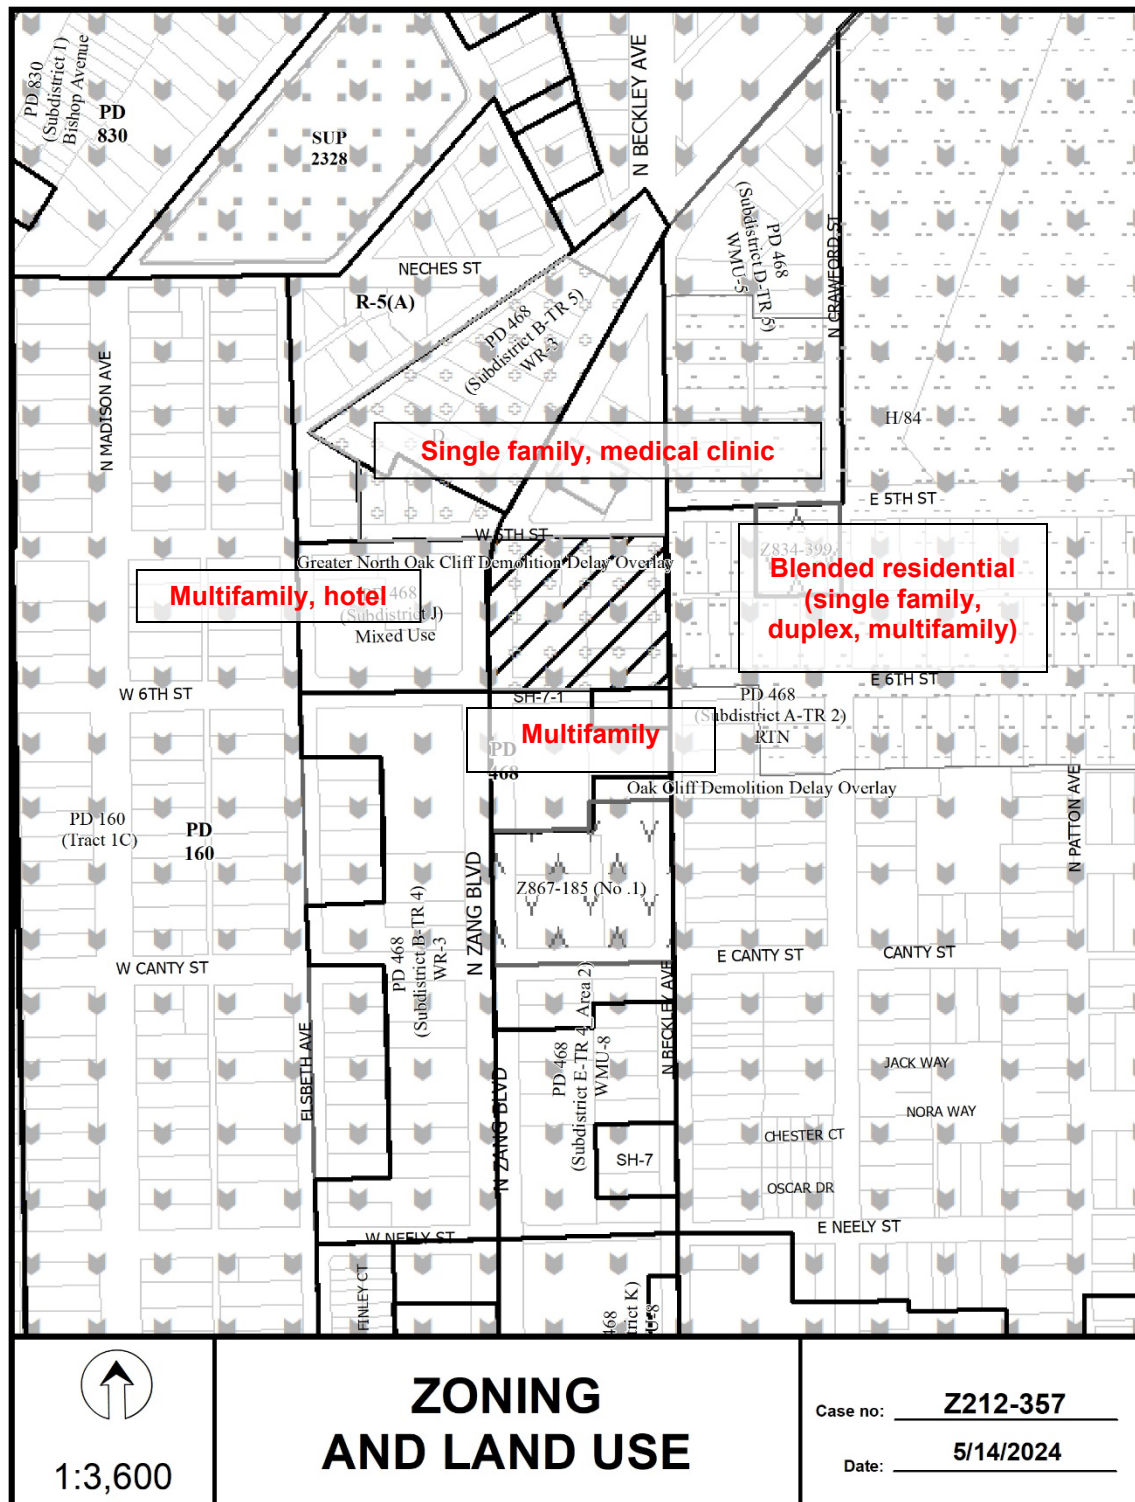 PD 830
(Subdistrict 1)
Bishop Avenue
PD
830
SUP
2328
N BECKLEY AVE
NECHES ST
R-5(A)
PD 468
(Subdistrict B-TR 5)
WR-3
PD 468
(Subdistrict D-TR 5)
WMU-5
N CRAWFORD ST
N MADISON AVE
H/84
D
Single family, medical clinic
E 5TH ST
W 5TH ST
Greater North Oak Cliff Demolition Delay Overlay
Z834-399
Multifamily, hotel
468
(Subdistrict J)
Mixed Use
Blended residential
(single family,
duplex, multifamily)
W 6TH ST
E 6TH ST
SH-7-1
PD 468
(Subdistrict A-TR 2)
RTN
Multifamily
PD
468
Oak Cliff Demolition Delay Overlay
PD 160
(Tract 1C)
PD
160
N PATTON AVE
N ZANG BLVD
Z867-185 (No .1)
PD 468
(Subdistrict B-TR 4)
WR-3
W CANTY ST
E CANTY ST
CANTY ST
N BECKLEY AVE
PD 468
(Subdistrict E-TR 4, Area 2)
WMU-8
ELSBETH AVE
N ZANG BLVD
JACK WAY
NORA WAY
CHESTER CT
SH-7
OSCAR DR
W NEELY ST
E NEELY ST
FINLEY CT
468
trict K)
U-8
1:3,600
ZONING
AND LAND USE
Case no: Z212-357
Date: 5/14/2024